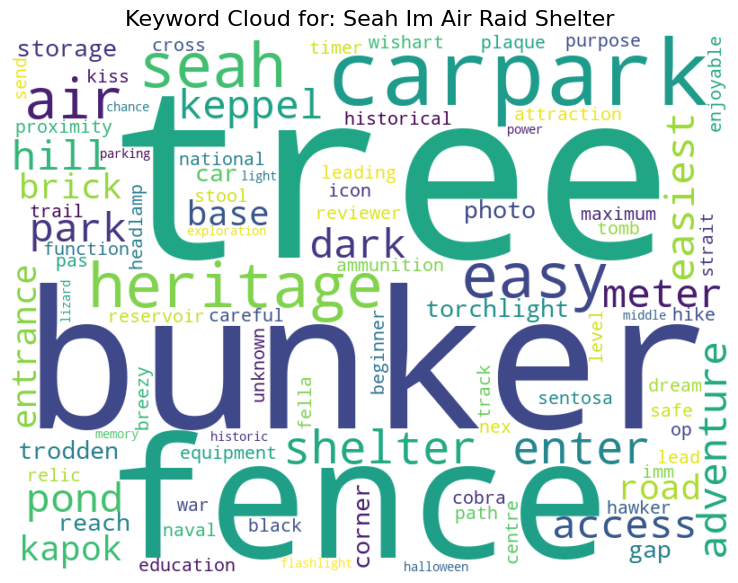 Keyword Cloud for: Seah Im Air Raid Shelter
storage
cross
timer
wishart
plaque
purpose
enjoyable
send
kiss
seah
carpark
air
chance
keppel
historical
attraction
power
proximity
tree
hill
parking
national
car
light
leading
icon
brick
headlamp
stool
reviewer
base
photo
maximum
tomb
easiest
strait
trail
park
exploration
dark
function
pas
ammunition
easy
meter
heritage
lizard
entrance
reservoir
careful
torchlight
level
middle
hike
bunker
unknown
beginner
breezy
fella
track
sentosa
dream
adventure
nex
safe
trodden
memory
historic
equipment
shelter
enter
op
lead
relic
fence
imm
road
pond
war
corner
cobra
path
centre
hawker
access
reach
naval
black
gap
kapok
education
flashlight
halloween